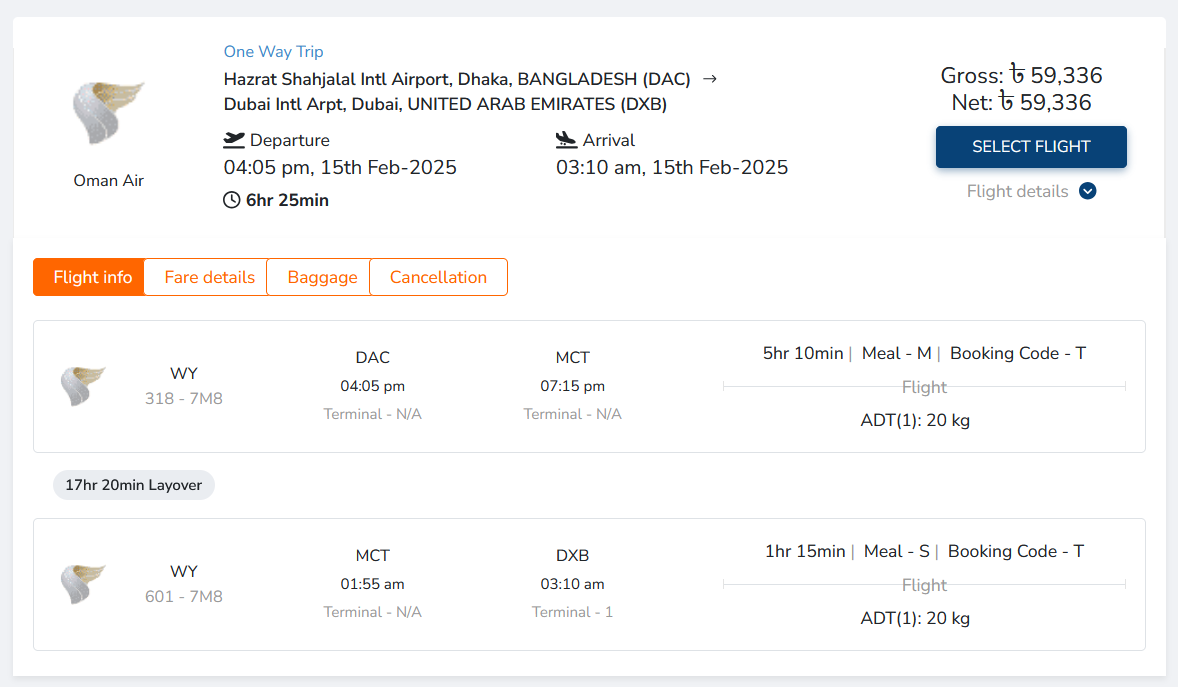 One Way Trip
Hazrat Shahjalal Intl Airport, Dhaka, BANGLADESH (DAC) →
Dubai Intl Arpt, Dubai, UNITED ARAB EMIRATES (DXB)
Gross: ৳ 59,336
Net: ৳ 59,336
Departure
Arrival
04:05 pm, 15th Feb-2025
03:10 am, 15th Feb-2025
6hr 25min
Oman Air
SELECT FLIGHT
Flight details
Flight info
Fare details
Baggage
Cancellation
WY
318 - 7M8
DAC
04:05 pm
Terminal - N/A
MCT
07:15 pm
Terminal - N/A
5hr 10min | Meal - M | Booking Code - T
Flight
ADT(1): 20 kg
17hr 20min Layover
WY
601 - 7M8
MCT
01:55 am
Terminal - N/A
DXB
03:10 am
Terminal - 1
1hr 15min | Meal - S | Booking Code - T
Flight
ADT(1): 20 kg